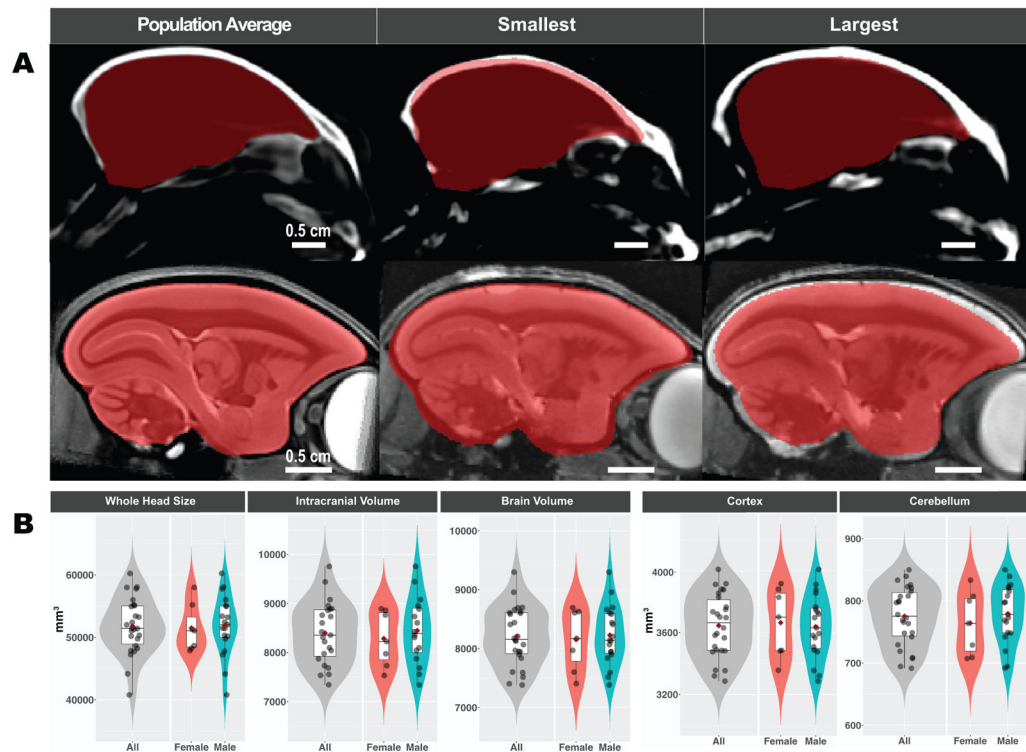 Population Average Smallest Largest
A
0.5 cm
0.5 cm
B
Whole Head Size Intracranial Volume Brain Volume Cortex Cerebellum
mm³
60000
50000
40000
10000
9000
8000
7000
10000
9000
8000
7000
4000
3600
3200
900
800
700
600
All Female Male All Female Male All Female Male All Female Male All Female Male